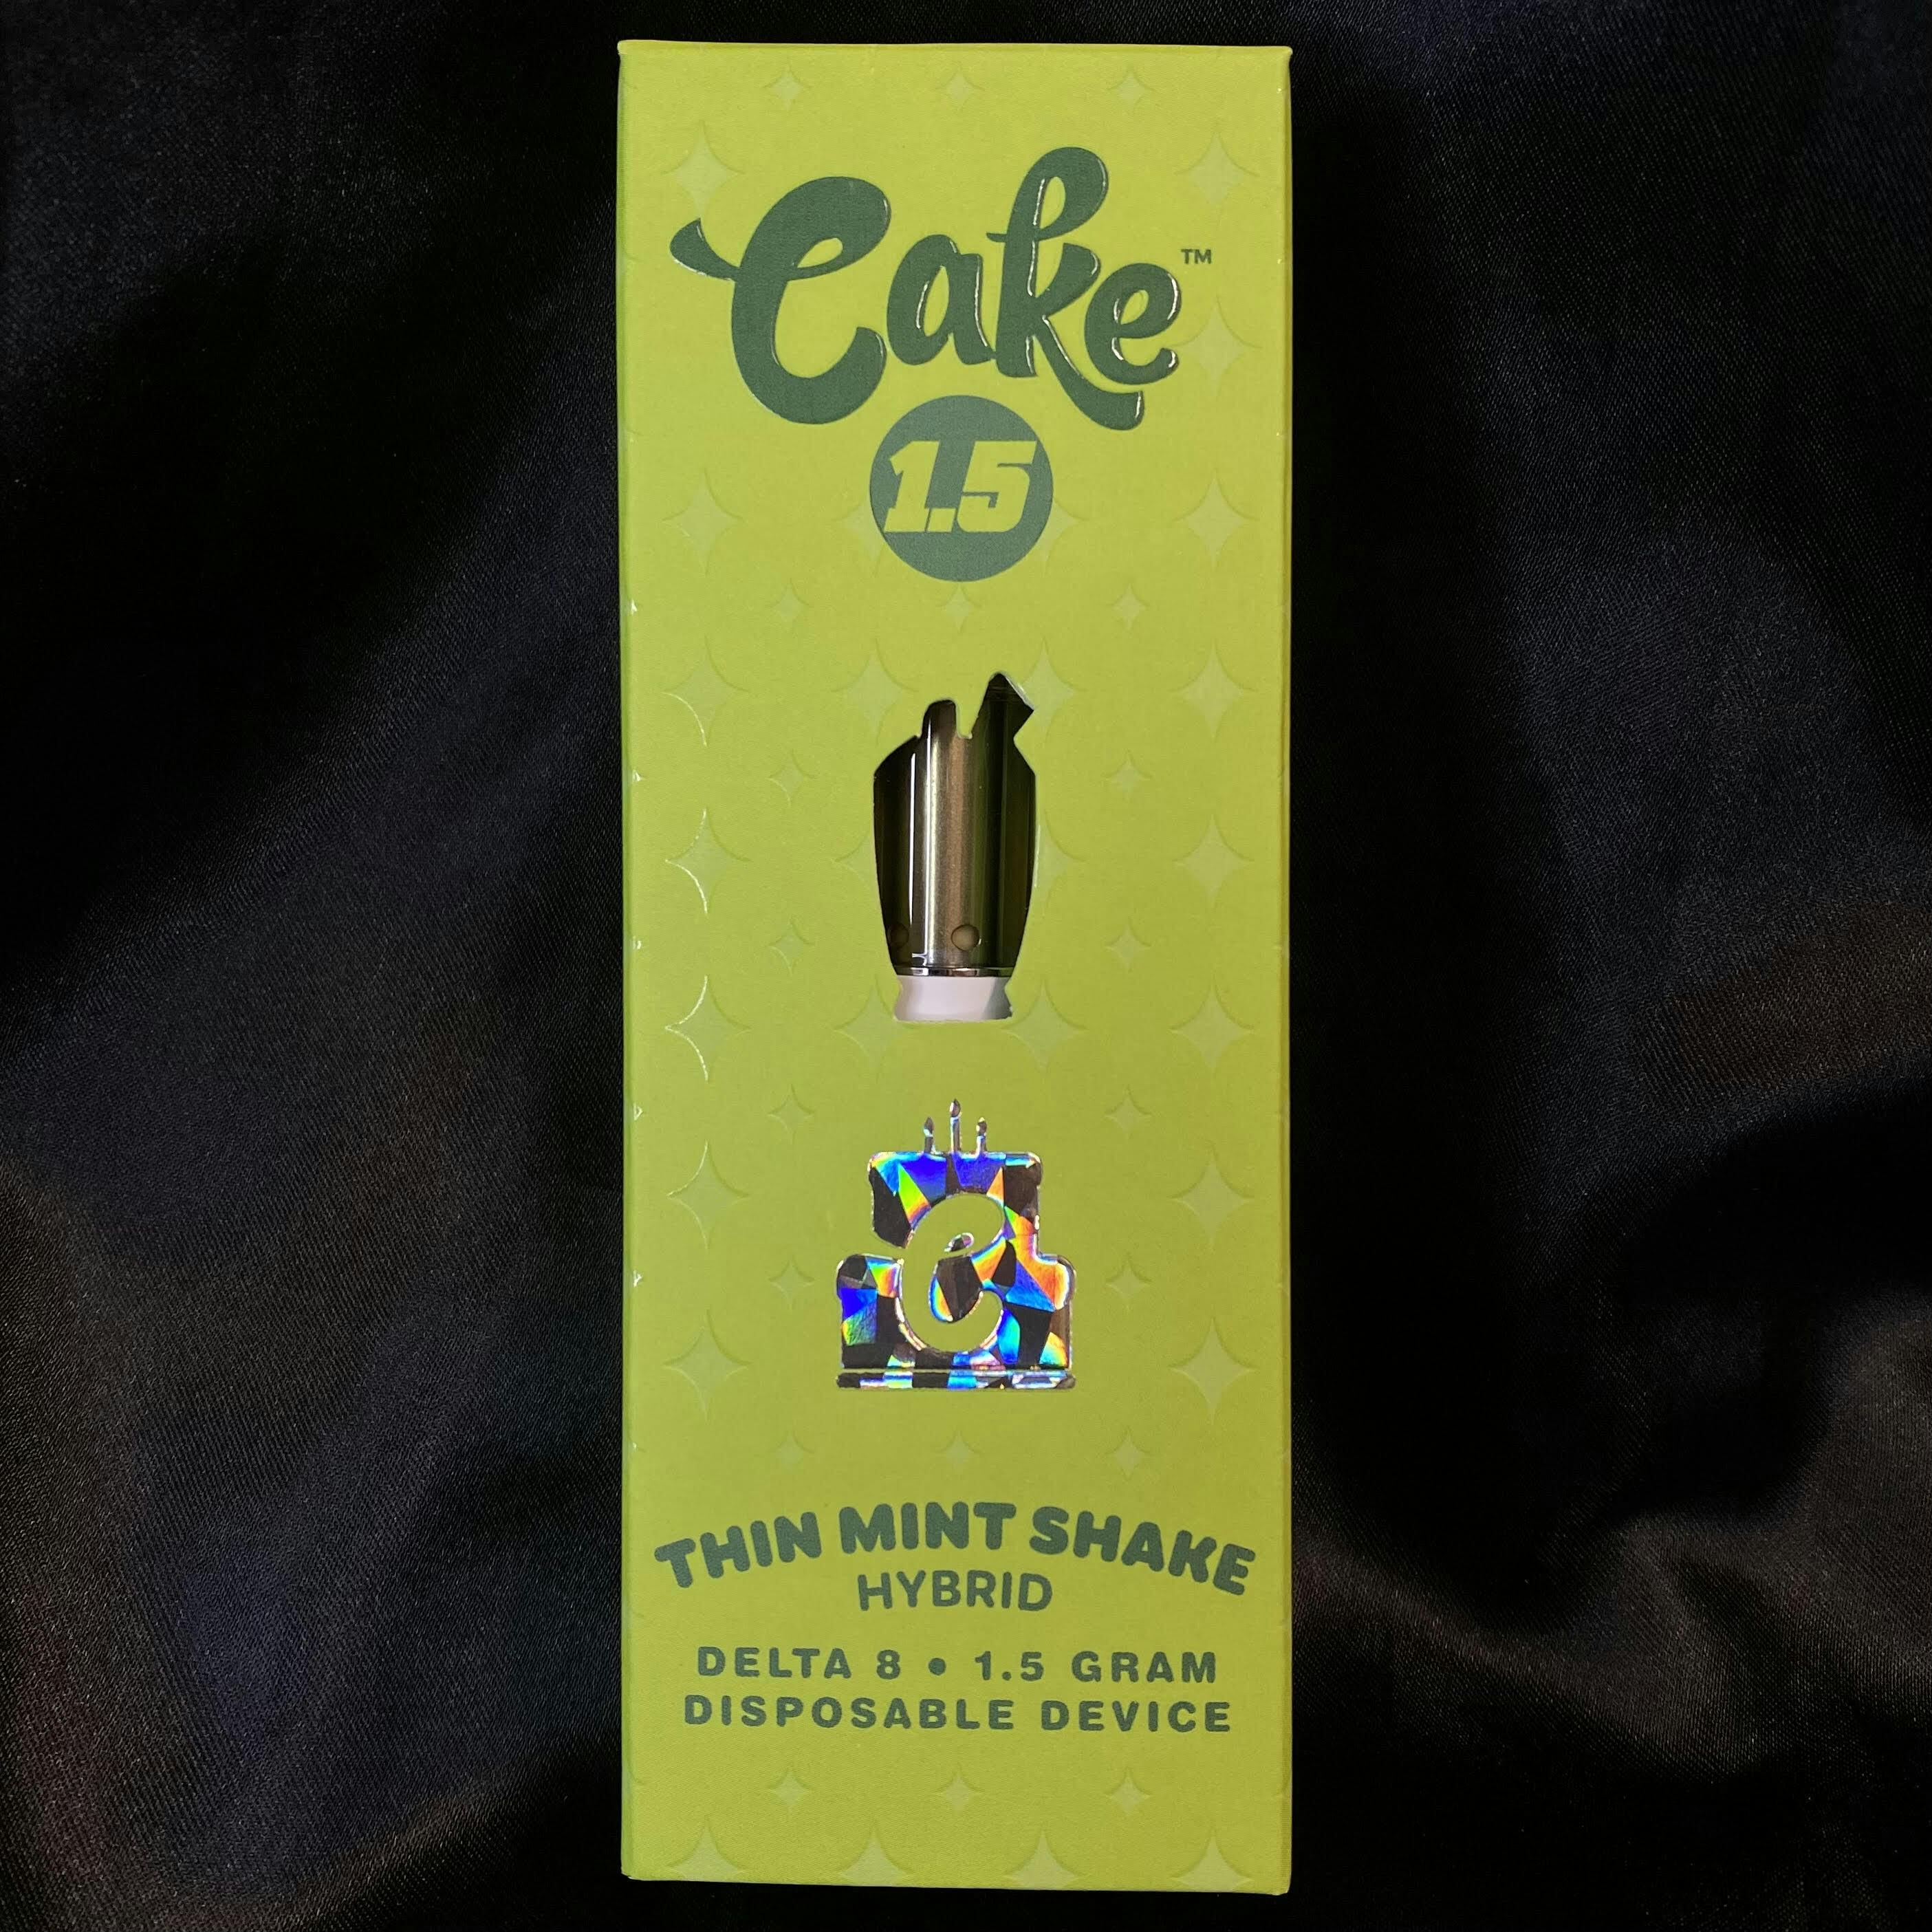 Cake™
1.5
C
THIN MINT SHAKE
HYBRID
DELTA 8 • 1.5 GRAM
DISPOSABLE DEVICE